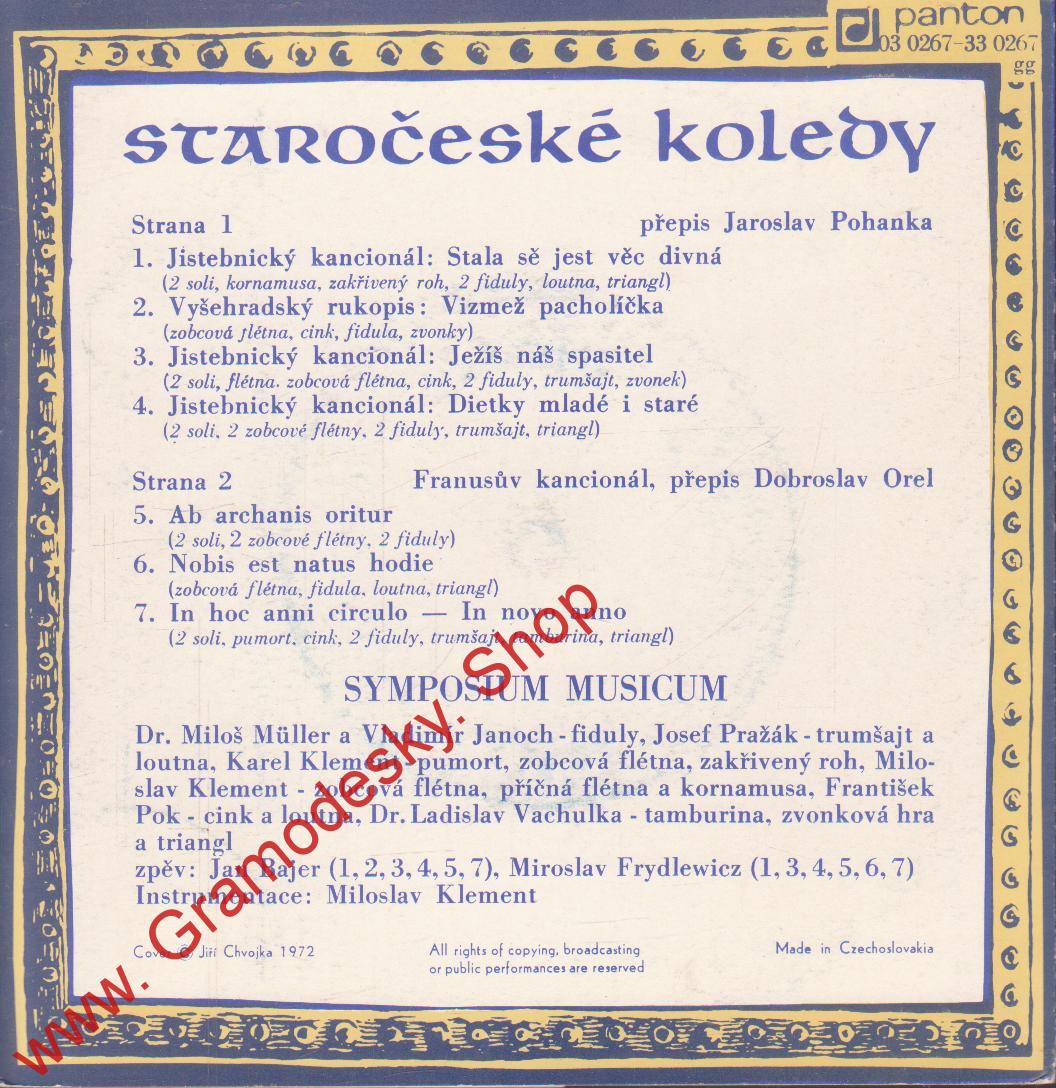 panton
03 0267-33 0267
gg
staročeské koledy
Strana 1 přepis Jaroslav Pohanka
1. Jistebnický kancionál: Stala sě jest věc divná
(2 soli, kornamusa, zakřivený roh, 2 fiduly, loutna, triangl)
2. Vyšehradský rukopis: Vizmež pacholíčka
(zobcová flétna, cink, fidula, zvonky)
3. Jistebnický kancionál: Ježíš náš spasitel
(2 soli, flétna. zobcová flétna, cink, 2 fiduly, trumšajt, zvonek)
4. Jistebnický kancionál: Dietky mladé i staré
(2 soli, 2 zobcové flétny, 2 fiduly, trumšajt, triangl)
Strana 2 Franusův kancionál, přepis Dobroslav Orel
5. Ab archanis oritur
(2 soli, 2 zobcové flétny, 2 fiduly)
6. Nobis est natus hodie
(zobcová flétna, fidula, loutna, triangl)
7. In hoc anni circulo — In novo anno
(2 soli, pumort, cink, 2 fiduly, trumšajt, tamburina, triangl)
SYMPOSIUM MUSICUM
Dr. Miloš Müller a Vladimír Janoch - fiduly, Josef Pražák - trumšajt a
loutna, Karel Klement - pumort, zobcová flétna, zakřivený roh, Milo-
slav Klement - zobcová flétna, příčná flétna a kornamusa, František
Pok - cink a loutna, Dr. Ladislav Vachulka - tamburina, zvonková hra
a triangl
zpěv: Jan Bajer (1, 2, 3, 4, 5, 7), Miroslav Frydlewicz (1, 3, 4, 5, 6, 7)
Instrumentace: Miloslav Klement
Cover © Jiří Chvojka 1972
All rights of copying, broadcasting
or public performances are reserved
Made in Czechoslovakia
www. Gramodesky. Shop